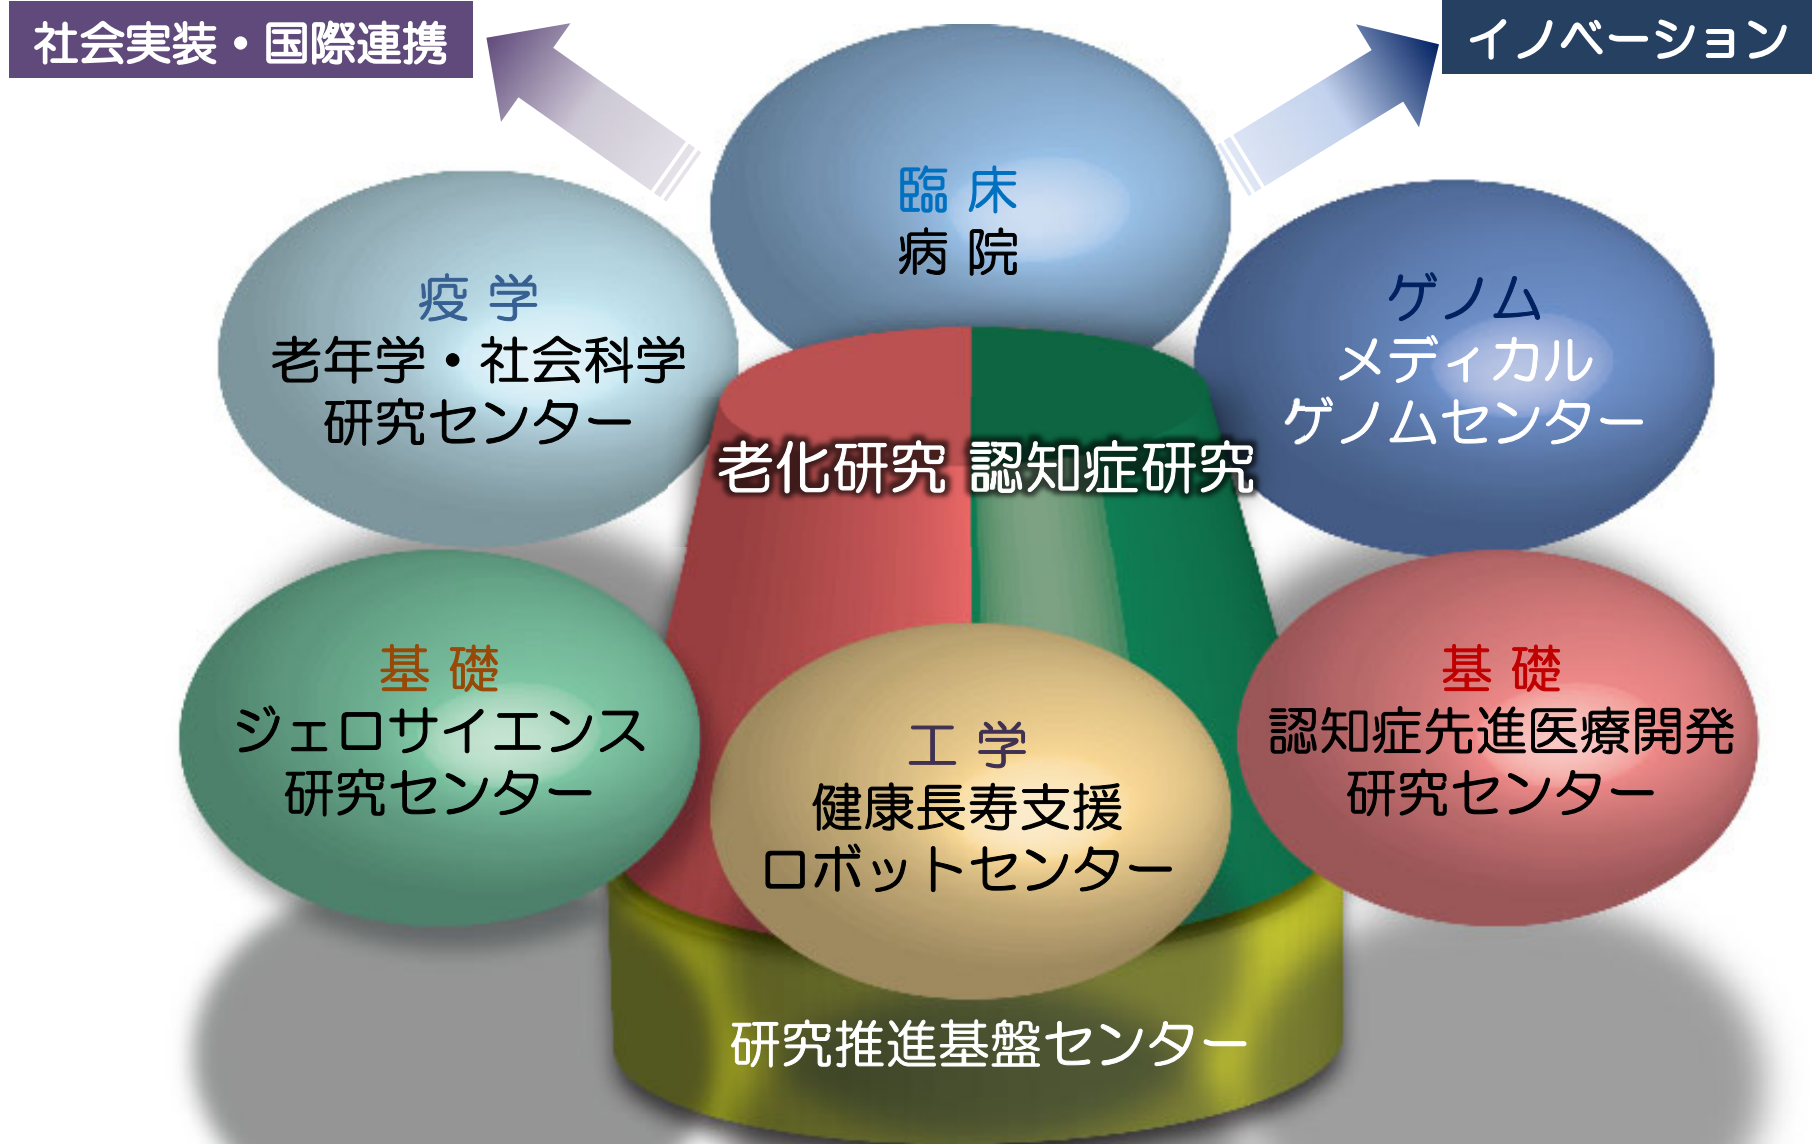 社会実装・国際連携
イノベーション
臨床
病院
疫学
老年学・社会科学
研究センター
ゲノム
メディカル
ゲノムセンター
老化研究 認知症研究
基礎
ジェロサイエンス
研究センター
工学
健康長寿支援
ロボットセンター
基礎
認知症先進医療開発
研究センター
研究推進基盤センター